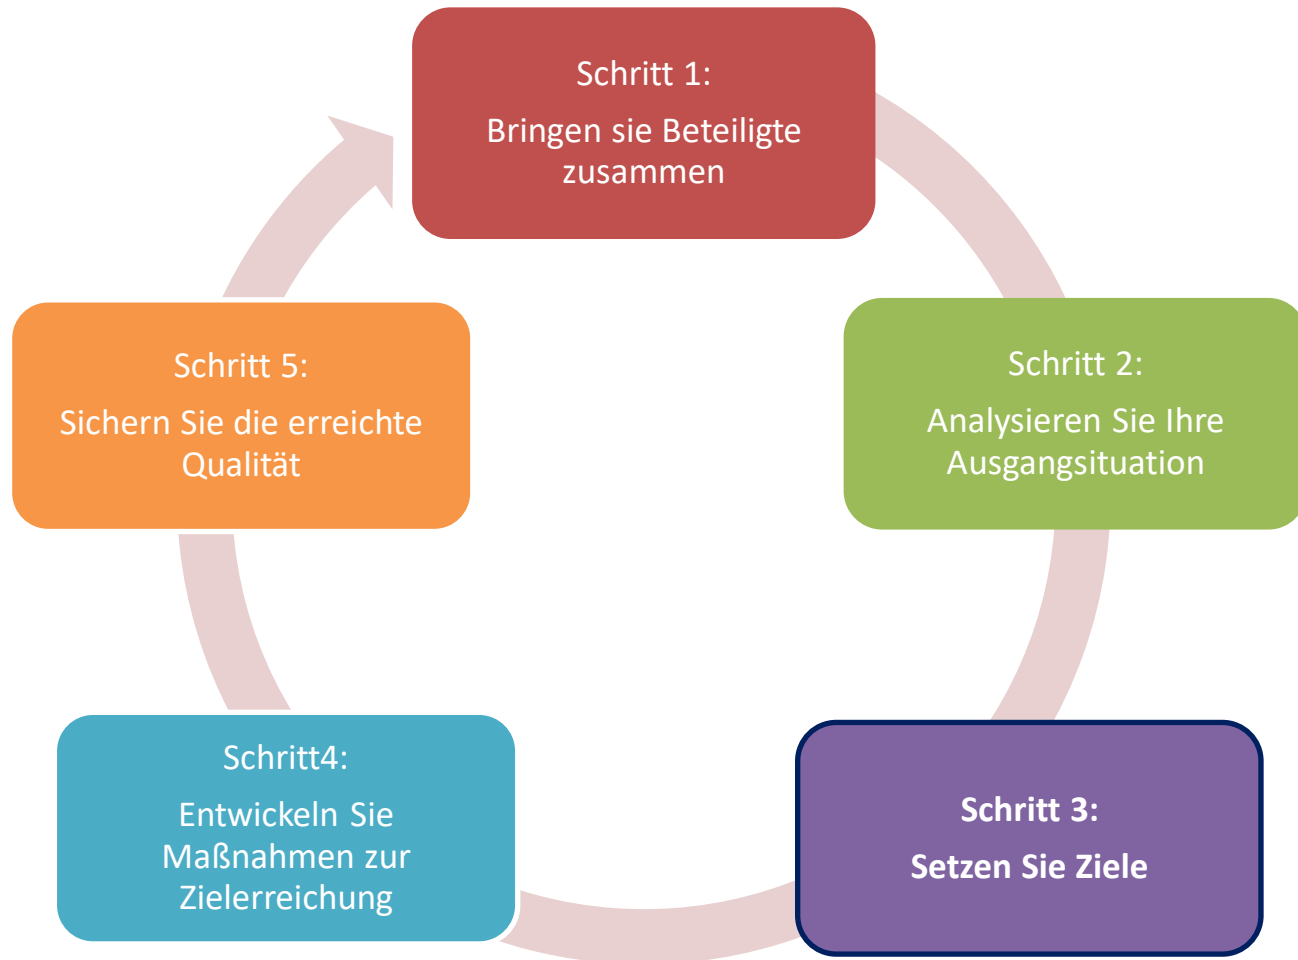 Schritt 1:
Bringen sie Beteiligte
zusammen
Schritt 2:
Analysieren Sie Ihre
Ausgangsituation
Schritt 3:
Setzen Sie Ziele
Schritt4:
Entwickeln Sie
Maßnahmen zur
Zielerreichung
Schritt 5:
Sichern Sie die erreichte
Qualität